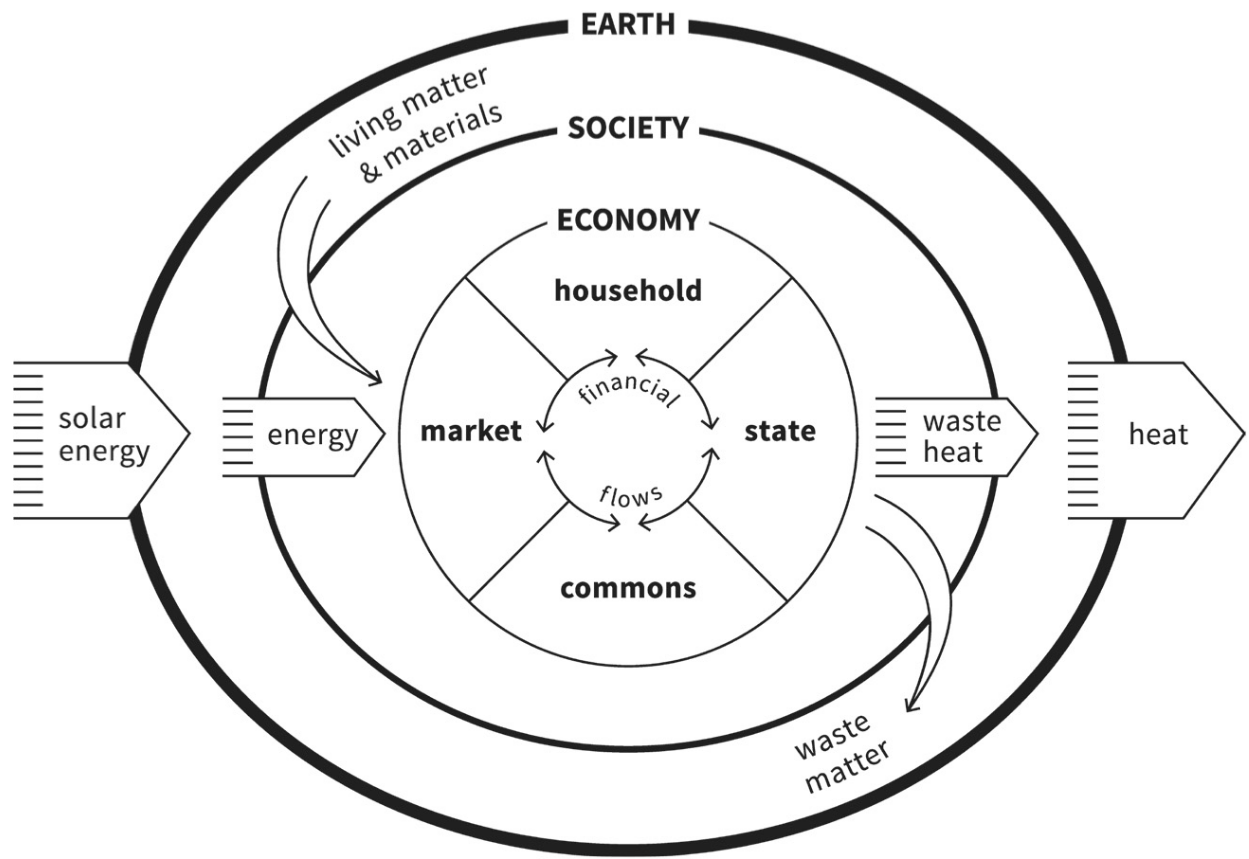 EARTH
living matter
& materials
SOCIETY
ECONOMY
household
financial
solar
energy
energy
market
state
waste
heat
heat
flows
commons
waste
matter